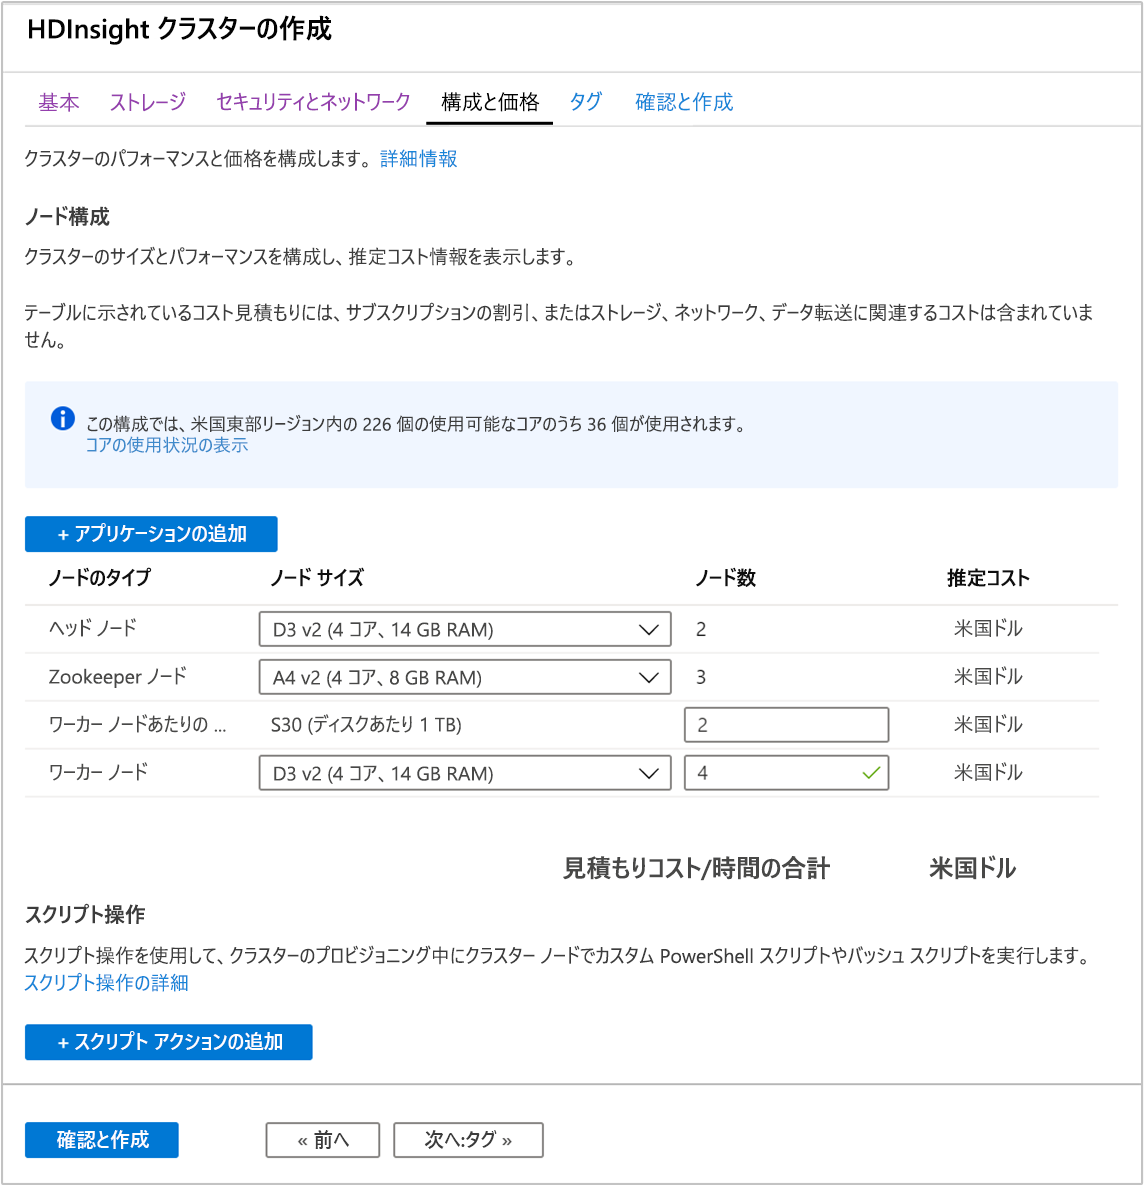 HDInsight クラスターの作成
基本 ストレージ セキュリティとネットワーク 構成と価格 タグ 確認と作成
クラスターのパフォーマンスと価格を構成します。 詳細情報
ノード構成
クラスターのサイズとパフォーマンスを構成し、推定コスト情報を表示します。
テーブルに示されているコスト見積もりには、サブスクリプションの割引、またはストレージ、ネットワーク、データ転送に関連するコストは含まれていま
せん。
この構成では、米国東部リージョン内の 226 個の使用可能なコアのうち 36 個が使用されます。
コアの使用状況の表示
+ アプリケーションの追加
ノードのタイプ ノード サイズ ノード数 推定コスト
ヘッド ノード D3 v2 (4 コア、14 GB RAM) 2 米国ドル
Zookeeper ノード A4 v2 (4 コア、8 GB RAM) 3 米国ドル
ワーカー ノードあたりの ... S30 (ディスクあたり 1 TB) 2 米国ドル
ワーカー ノード D3 v2 (4 コア、14 GB RAM) 4 米国ドル
見積もりコスト/時間の合計 米国ドル
スクリプト操作
スクリプト操作を使用して、クラスターのプロビジョニング中にクラスター ノードでカスタム PowerShell スクリプトやバッシュ スクリプトを実行します。
スクリプト操作の詳細
+ スクリプト アクションの追加
確認と作成 « 前へ 次へ:タグ »